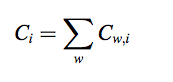 C_i = \sum_w C_{w,i}